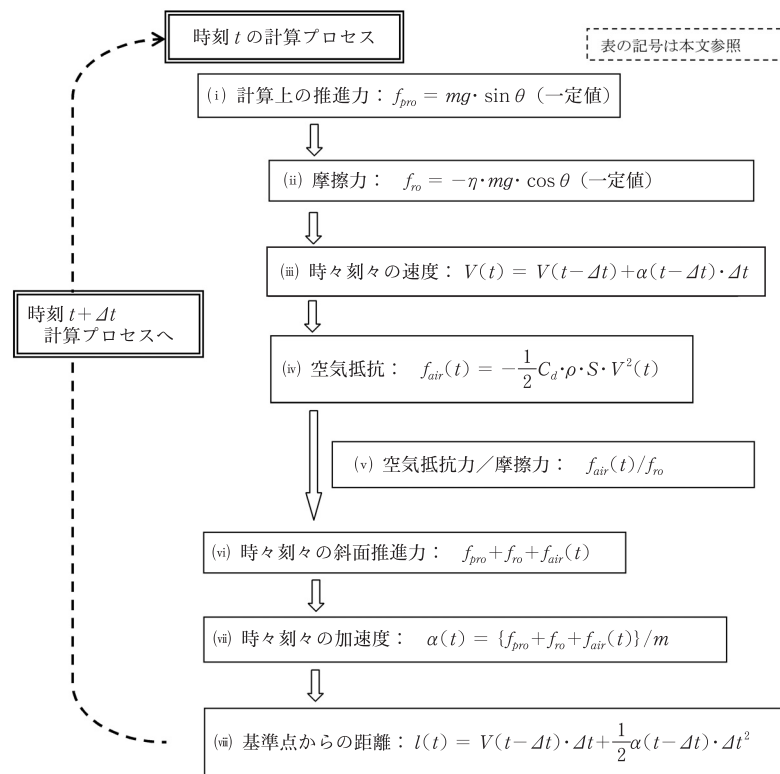 時刻 t の計算プロセス
表の記号は本文参照
(ⅰ) 計算上の推進力: f_pro = mg・sin θ (一定値)
(ⅱ) 摩擦力: f_ro = −η・mg・cos θ (一定値)
(ⅲ) 時々刻々の速度: V(t) = V(t−Δt)+α(t−Δt)・Δt
時刻 t+Δt
計算プロセスへ
(ⅳ) 空気抵抗: f_air(t) = −1/2 C_d・ρ・S・V²(t)
(ⅴ) 空気抵抗力/摩擦力: f_air(t)/f_ro
(ⅵ) 時々刻々の斜面推進力: f_pro+f_ro+f_air(t)
(ⅶ) 時々刻々の加速度: α(t) = {f_pro+f_ro+f_air(t)}/m
(ⅷ) 基準点からの距離: l(t) = V(t−Δt)・Δt+1/2 α(t−Δt)・Δt²